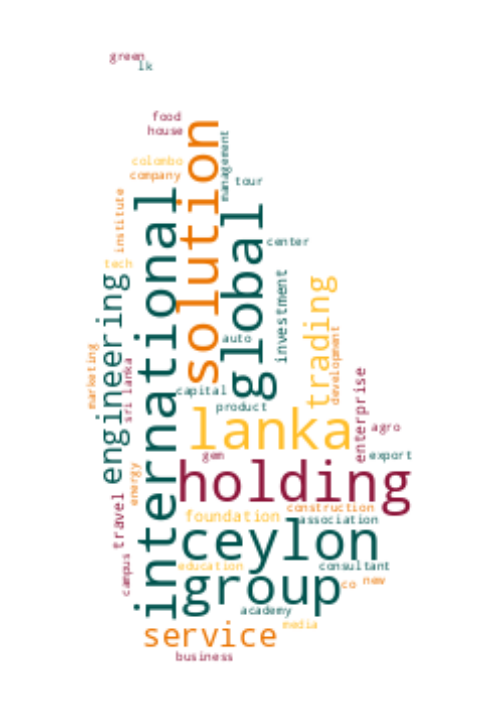 green
lk
food
house
solution
management
colombo
company
tour
institute
international
global
center
tech
engineering
investment
trading
auto
development
marketing
sri lanka
capital
product
enterprise
lanka
agro
gem
export
holding
energy
travel
construction
foundation
association
ceylon
campus
education
consultant
group
co
new
academy
media
service
business